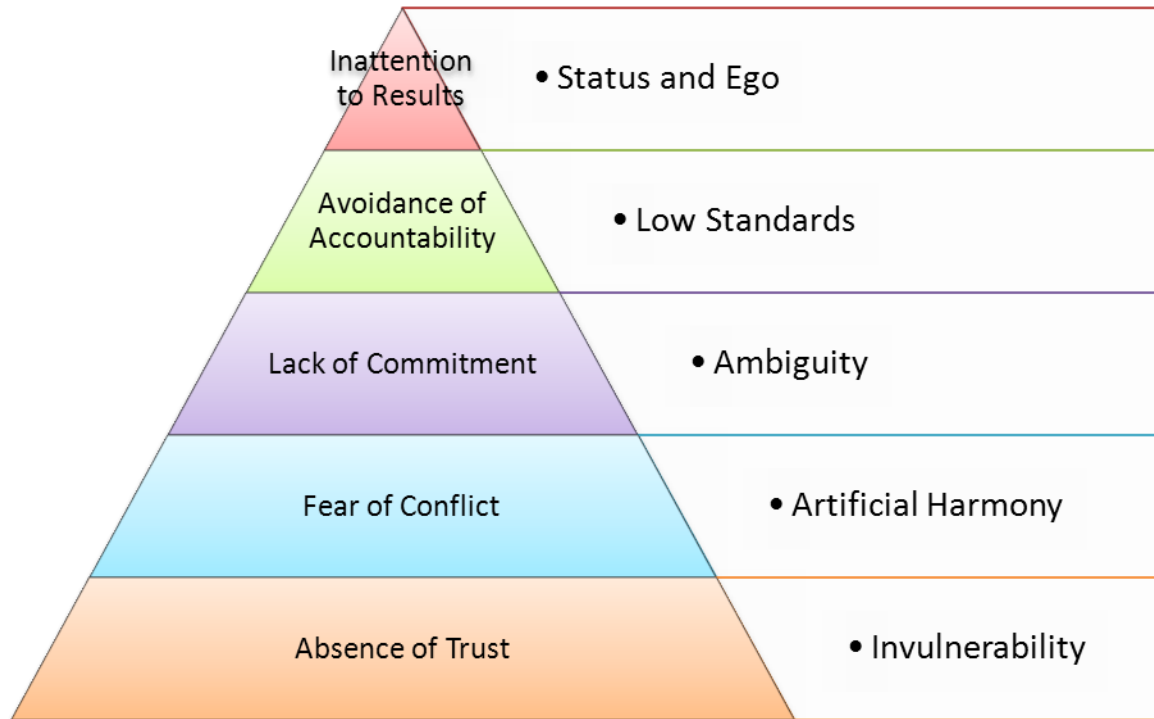 Inattention
to Results
• Status and Ego
Avoidance of
Accountability
• Low Standards
Lack of Commitment
• Ambiguity
Fear of Conflict
• Artificial Harmony
Absence of Trust
• Invulnerability